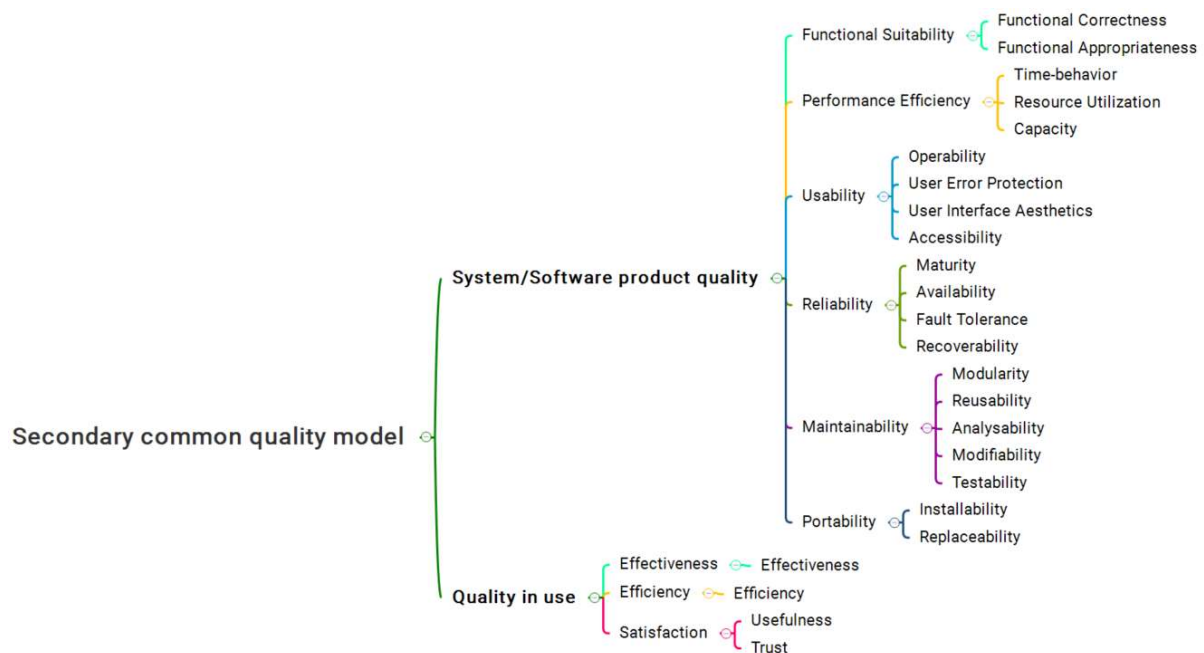 Secondary common quality model
System/Software product quality
Functional Suitability
Functional Correctness
Functional Appropriateness
Performance Efficiency
Time-behavior
Resource Utilization
Capacity
Usability
Operability
User Error Protection
User Interface Aesthetics
Accessibility
Reliability
Maturity
Availability
Fault Tolerance
Recoverability
Maintainability
Modularity
Reusability
Analysability
Modifiability
Testability
Portability
Installability
Replaceability
Quality in use
Effectiveness
Effectiveness
Efficiency
Efficiency
Satisfaction
Usefulness
Trust